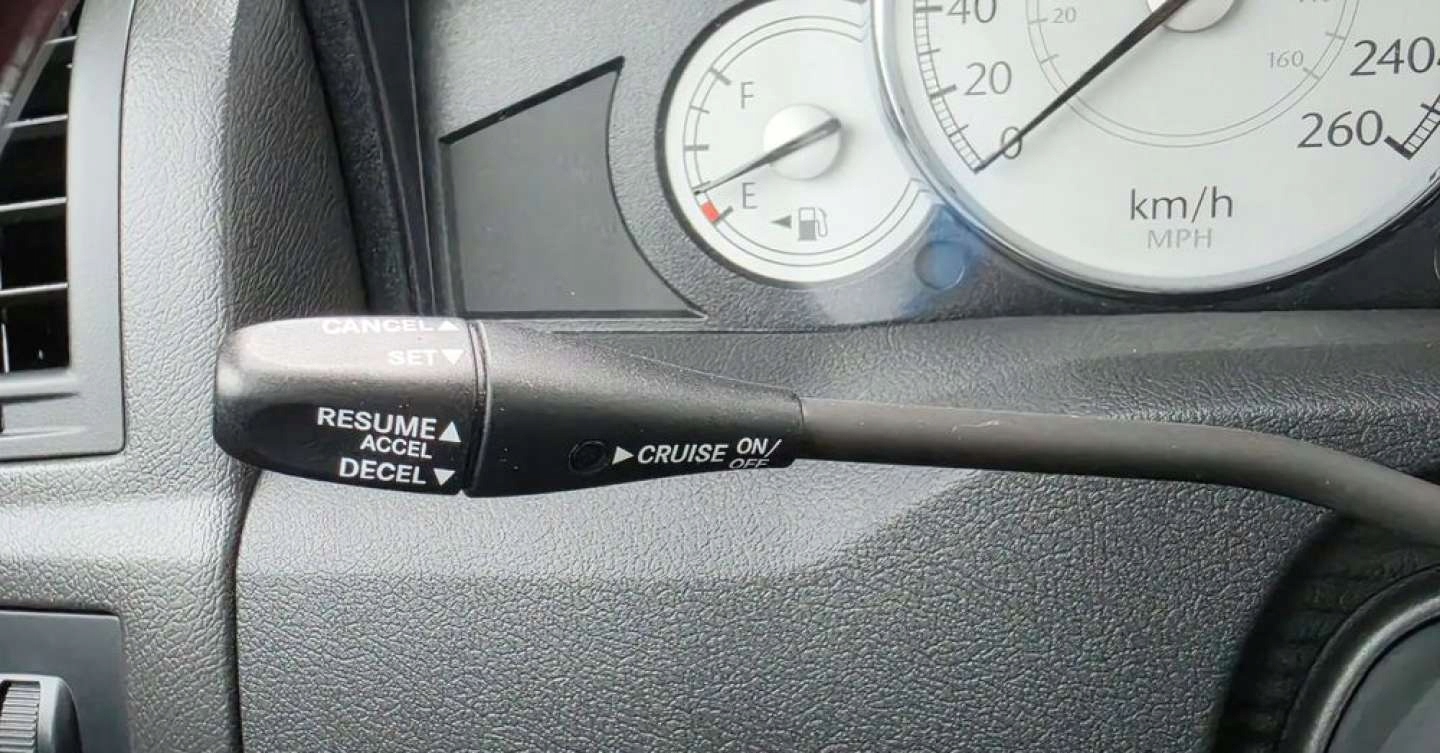 CANCEL▲
SET▼
RESUME▲
ACCEL
DECEL▼
▶CRUISE ON/
OFF
F
E
40
20
0
20
160
240
260
km/h
MPH